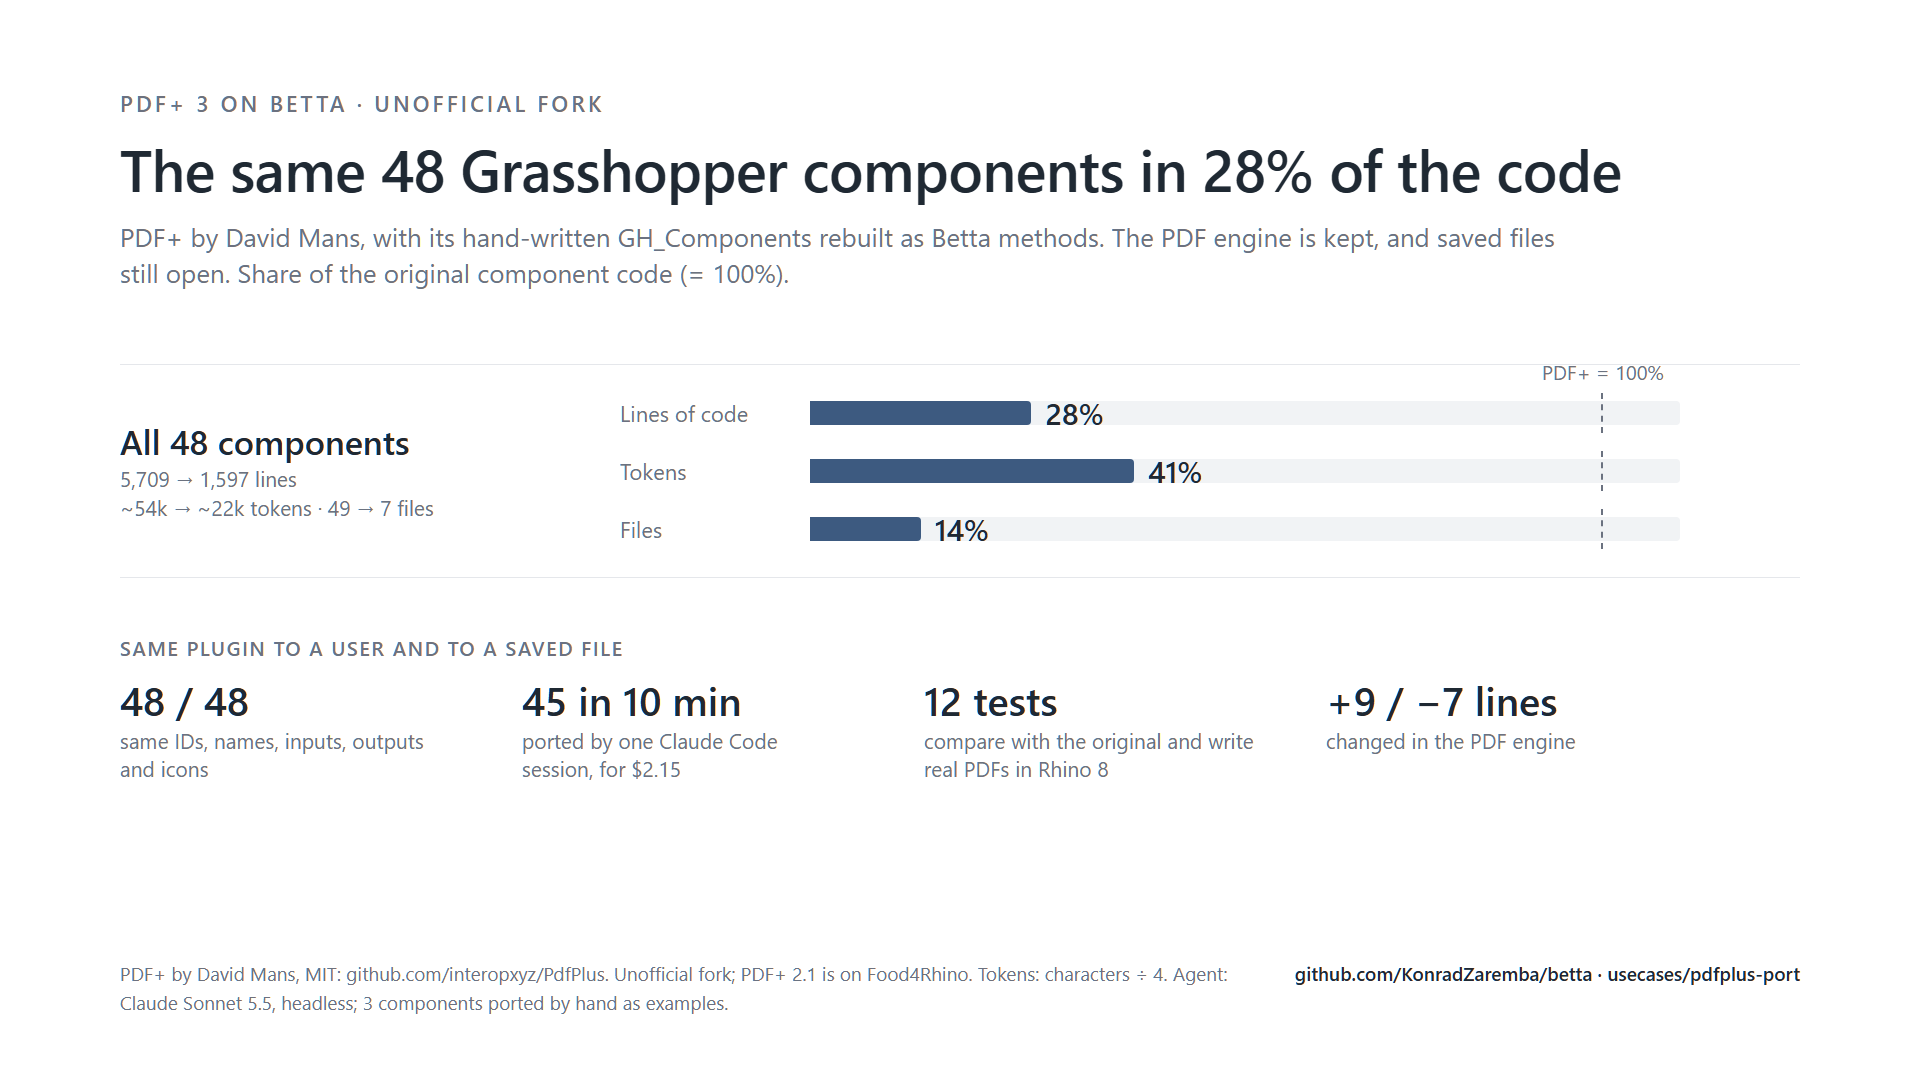 PDF+ 3 ON BETTA · UNOFFICIAL FORK
The same 48 Grasshopper components in 28% of the code
PDF+ by David Mans, with its hand-written GH_Components rebuilt as Betta methods. The PDF engine is kept, and saved files
still open. Share of the original component code (= 100%).
PDF+ = 100%
All 48 components
5,709 → 1,597 lines
~54k → ~22k tokens · 49 → 7 files
Lines of code 28%
Tokens 41%
Files 14%
SAME PLUGIN TO A USER AND TO A SAVED FILE
48 / 48
same IDs, names, inputs, outputs
and icons
45 in 10 min
ported by one Claude Code
session, for $2.15
12 tests
compare with the original and write
real PDFs in Rhino 8
+9 / −7 lines
changed in the PDF engine
PDF+ by David Mans, MIT: github.com/interopxyz/PdfPlus. Unofficial fork; PDF+ 2.1 is on Food4Rhino. Tokens: characters ÷ 4. Agent:
Claude Sonnet 5.5, headless; 3 components ported by hand as examples.
github.com/KonradZaremba/betta · usecases/pdfplus-port